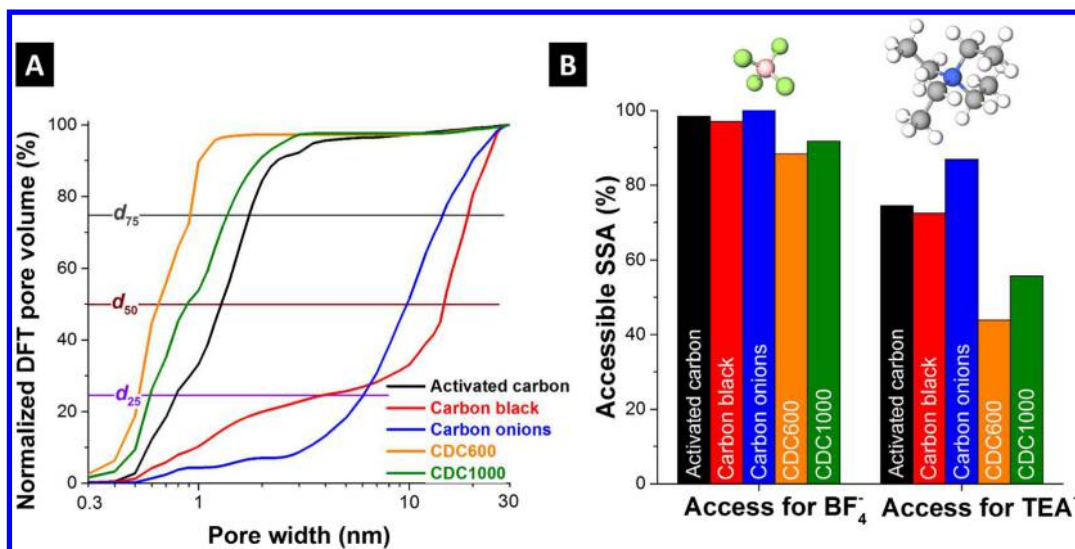 A
Normalized DFT pore volume (%)
100
80
60
40
20
0
d75
d50
d25
Activated carbon
Carbon black
Carbon onions
CDC600
CDC1000
0.3
1
10
30
Pore width (nm)
B
Accessible SSA (%)
100
80
60
40
20
0
Activated carbon
Carbon black
Carbon onions
CDC600
CDC1000
Activated carbon
Carbon black
Carbon onions
CDC600
CDC1000
Access for BF4-
Access for TEA